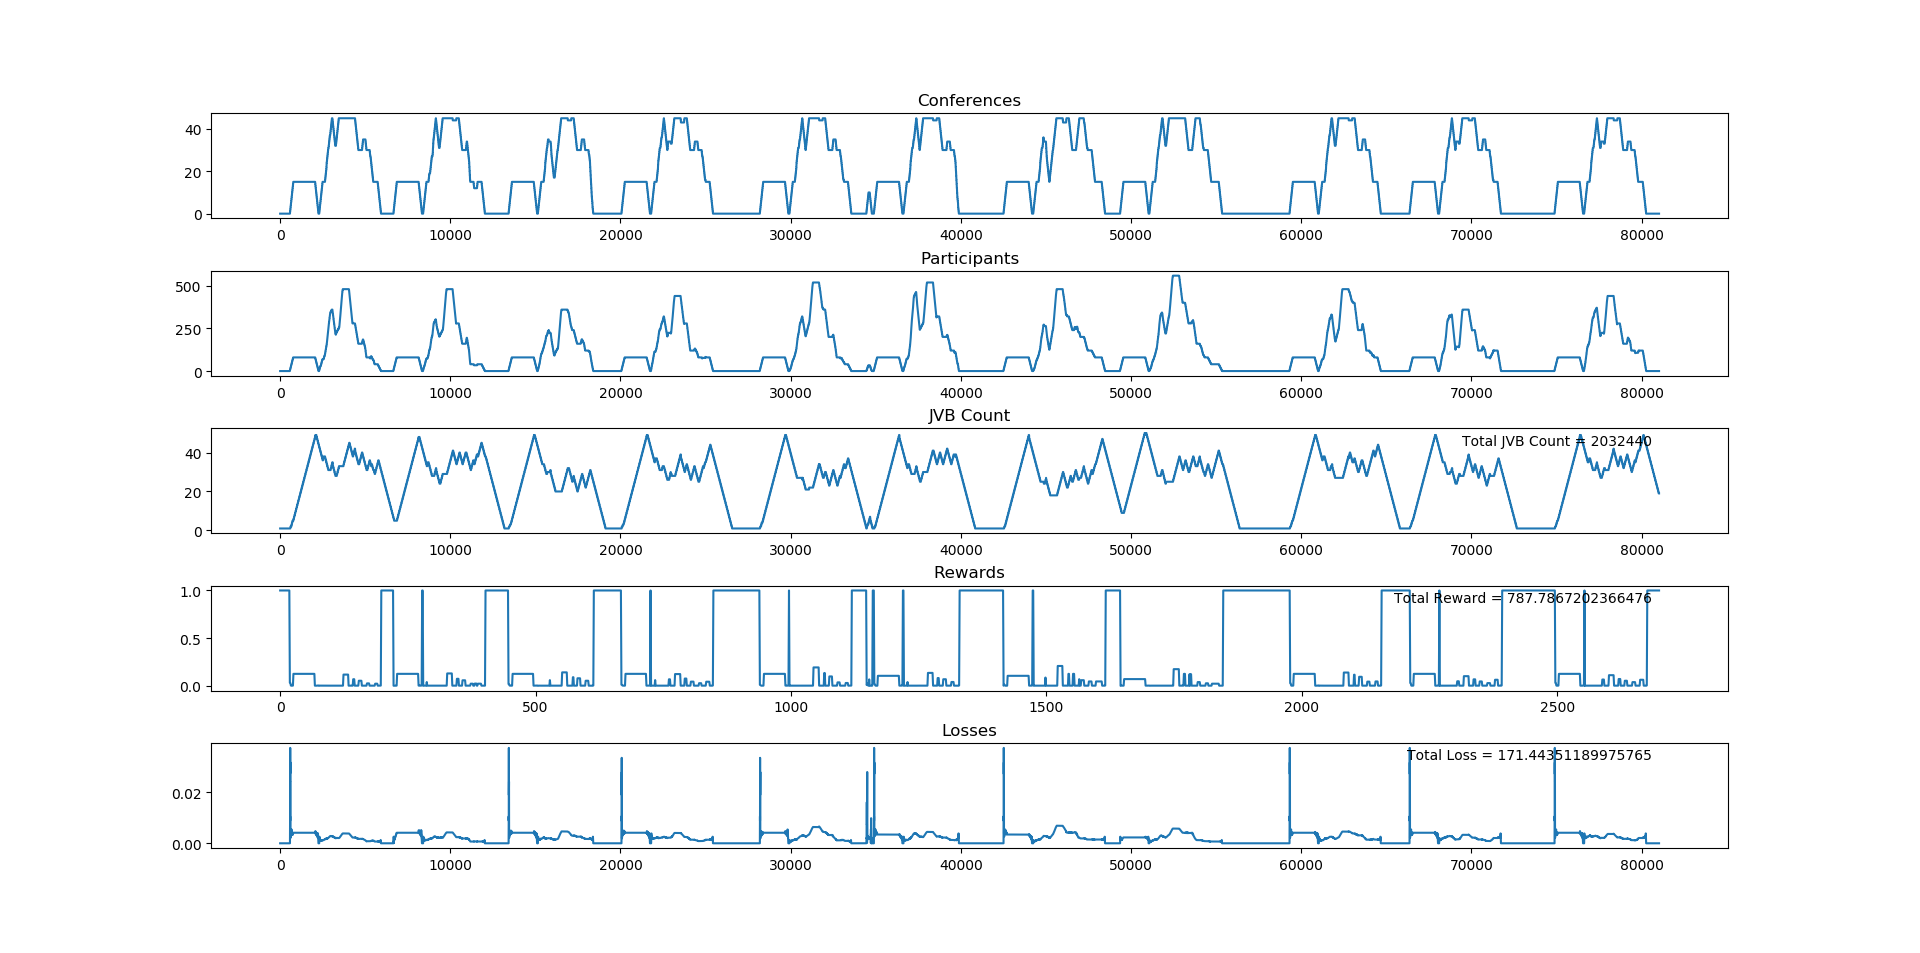 Conferences
40
20
0
0 10000 20000 30000 40000 50000 60000 70000 80000
Participants
500
250
0
0 10000 20000 30000 40000 50000 60000 70000 80000
JVB Count
Total JVB Count = 2032440
40
20
0
0 10000 20000 30000 40000 50000 60000 70000 80000
Rewards
Total Reward = 787.7867202366476
1.0
0.5
0.0
0 500 1000 1500 2000 2500
Losses
Total Loss = 171.44351189975765
0.02
0.00
0 10000 20000 30000 40000 50000 60000 70000 80000